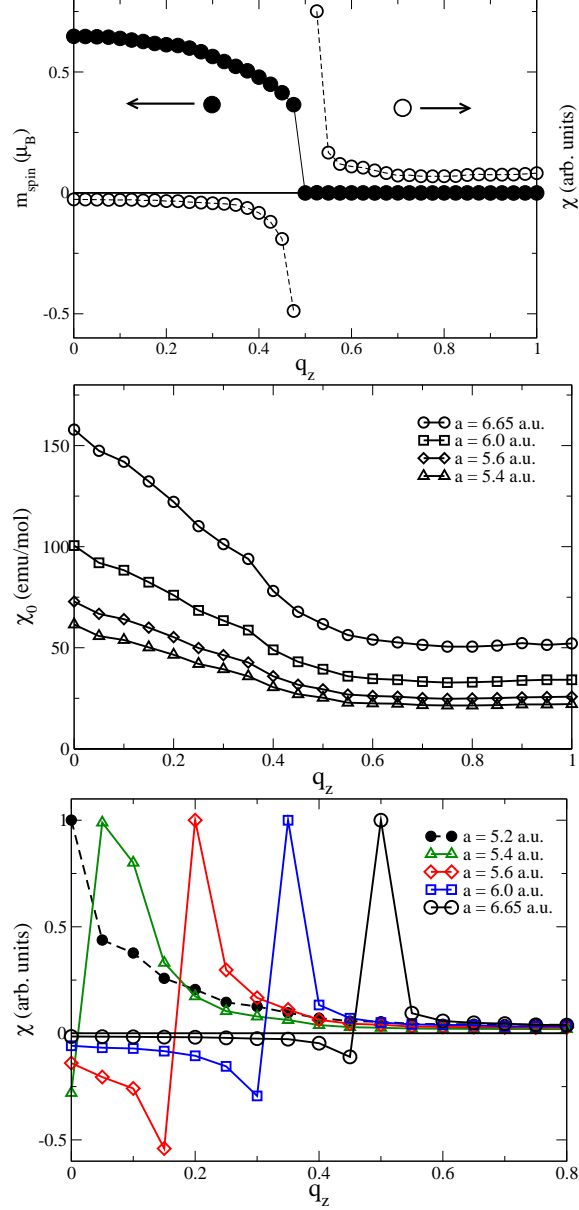 0.5
0
-0.5
m_spin (μ_B)
χ (arb. units)
0 0.2 0.4 0.6 0.8 1
q_z
150
100
50
0
χ_0 (emu/mol)
a = 6.65 a.u.
a = 6.0 a.u.
a = 5.6 a.u.
a = 5.4 a.u.
0 0.2 0.4 0.6 0.8 1
q_z
1
0.5
0
-0.5
χ (arb. units)
a = 5.2 a.u.
a = 5.4 a.u.
a = 5.6 a.u.
a = 6.0 a.u.
a = 6.65 a.u.
0 0.2 0.4 0.6 0.8
q_z